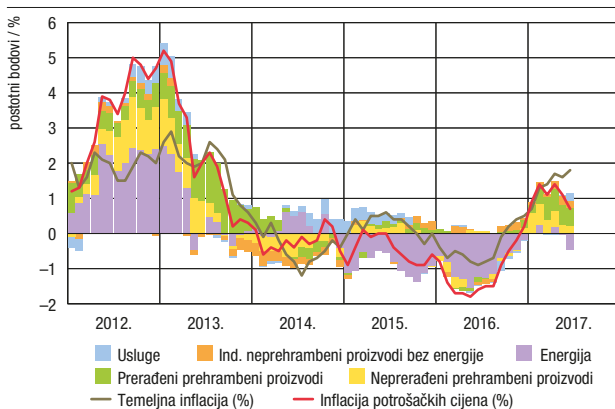 postotni bodovi / %
6
5
4
3
2
1
0
−1
−2
2012. 2013. 2014. 2015. 2016. 2017.
Usluge Ind. neprehrambeni proizvodi bez energije Energija
Prerađeni prehrambeni proizvodi Neprerađeni prehrambeni proizvodi
Temeljna inflacija (%) Inflacija potrošačkih cijena (%)